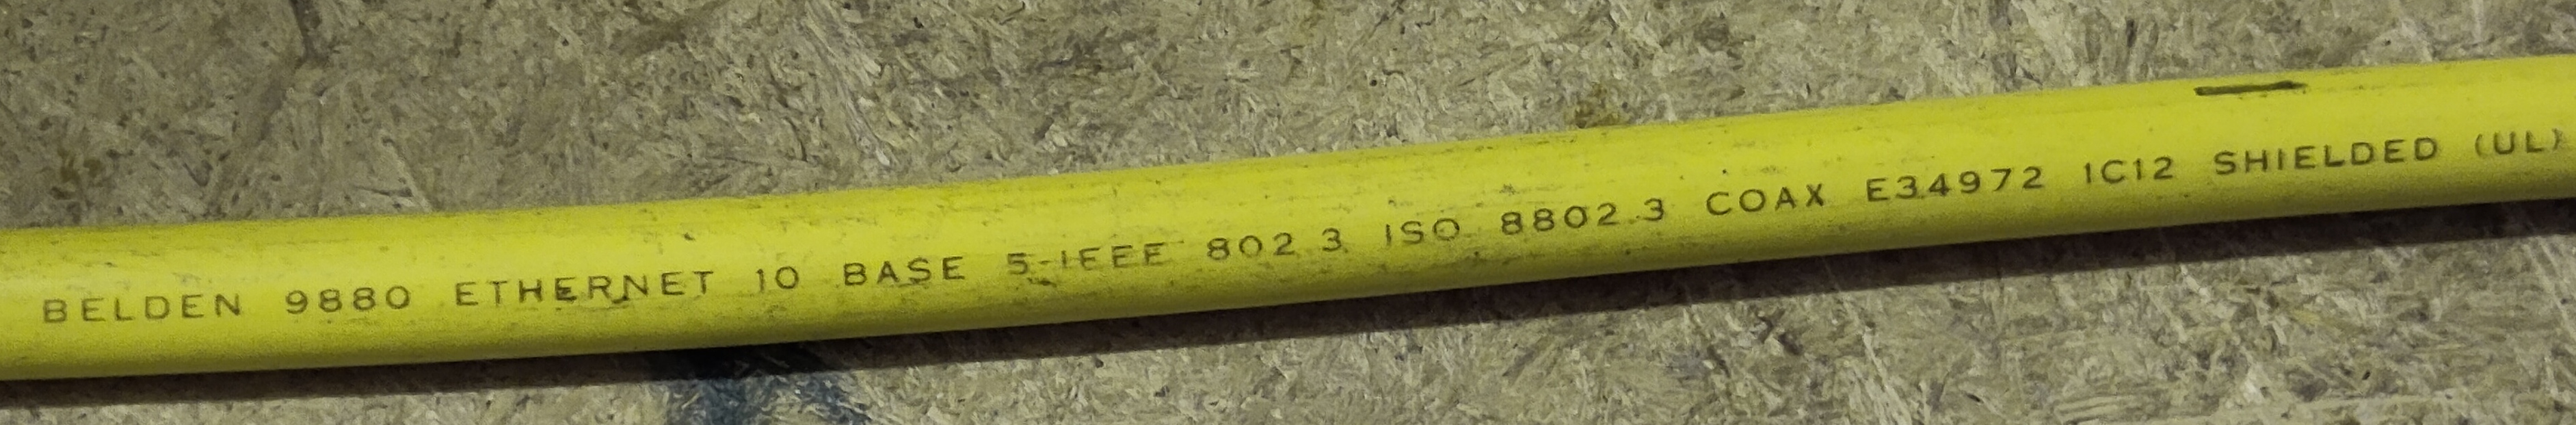 BELDEN 9880 ETHERNET 10 BASE 5-IEEE 802.3 ISO 8802.3 COAX E34972 1C12 SHIELDED (UL)